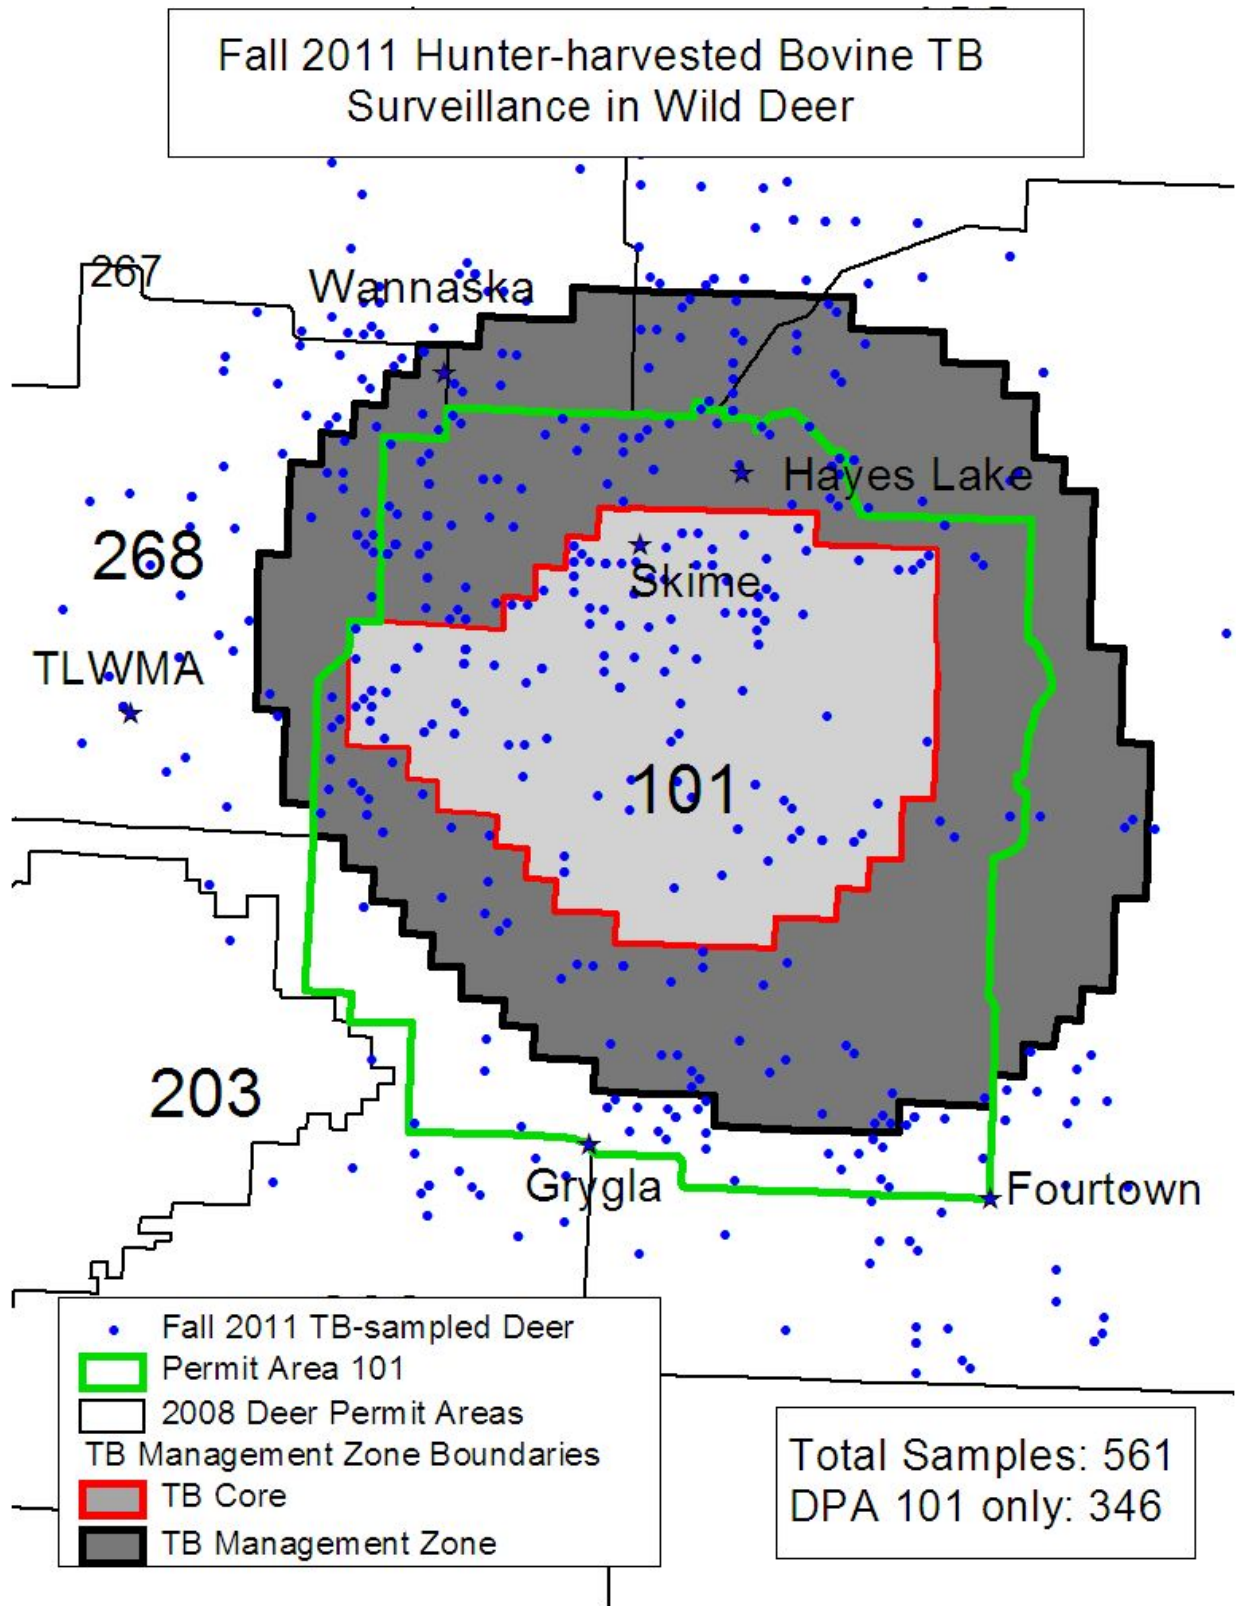 Fall 2011 Hunter-harvested Bovine TB
Surveillance in Wild Deer
267
Wannaska
Hayes Lake
268
Skime
TLWMA
101
203
Grygla
Fourtown
Fall 2011 TB-sampled Deer
Permit Area 101
2008 Deer Permit Areas
TB Management Zone Boundaries
TB Core
TB Management Zone
Total Samples: 561
DPA 101 only: 346